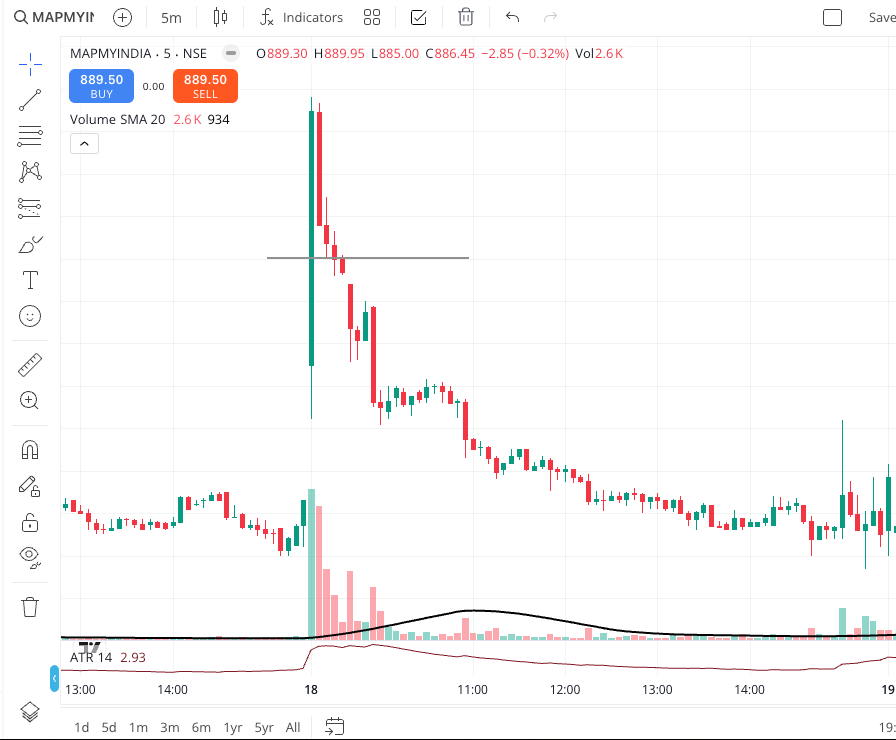 MAPMYIN
5m
Indicators
Save
MAPMYINDIA · 5 · NSE
O889.30 H889.95 L885.00 C886.45 −2.85 (−0.32%) Vol2.6 K
889.50
BUY
0.00
889.50
SELL
Volume SMA 20 2.6 K 934
T
ATR 14 2.93
13:00 14:00 18 11:00 12:00 13:00 14:00 19
1d 5d 1m 3m 6m 1yr 5yr All
19: